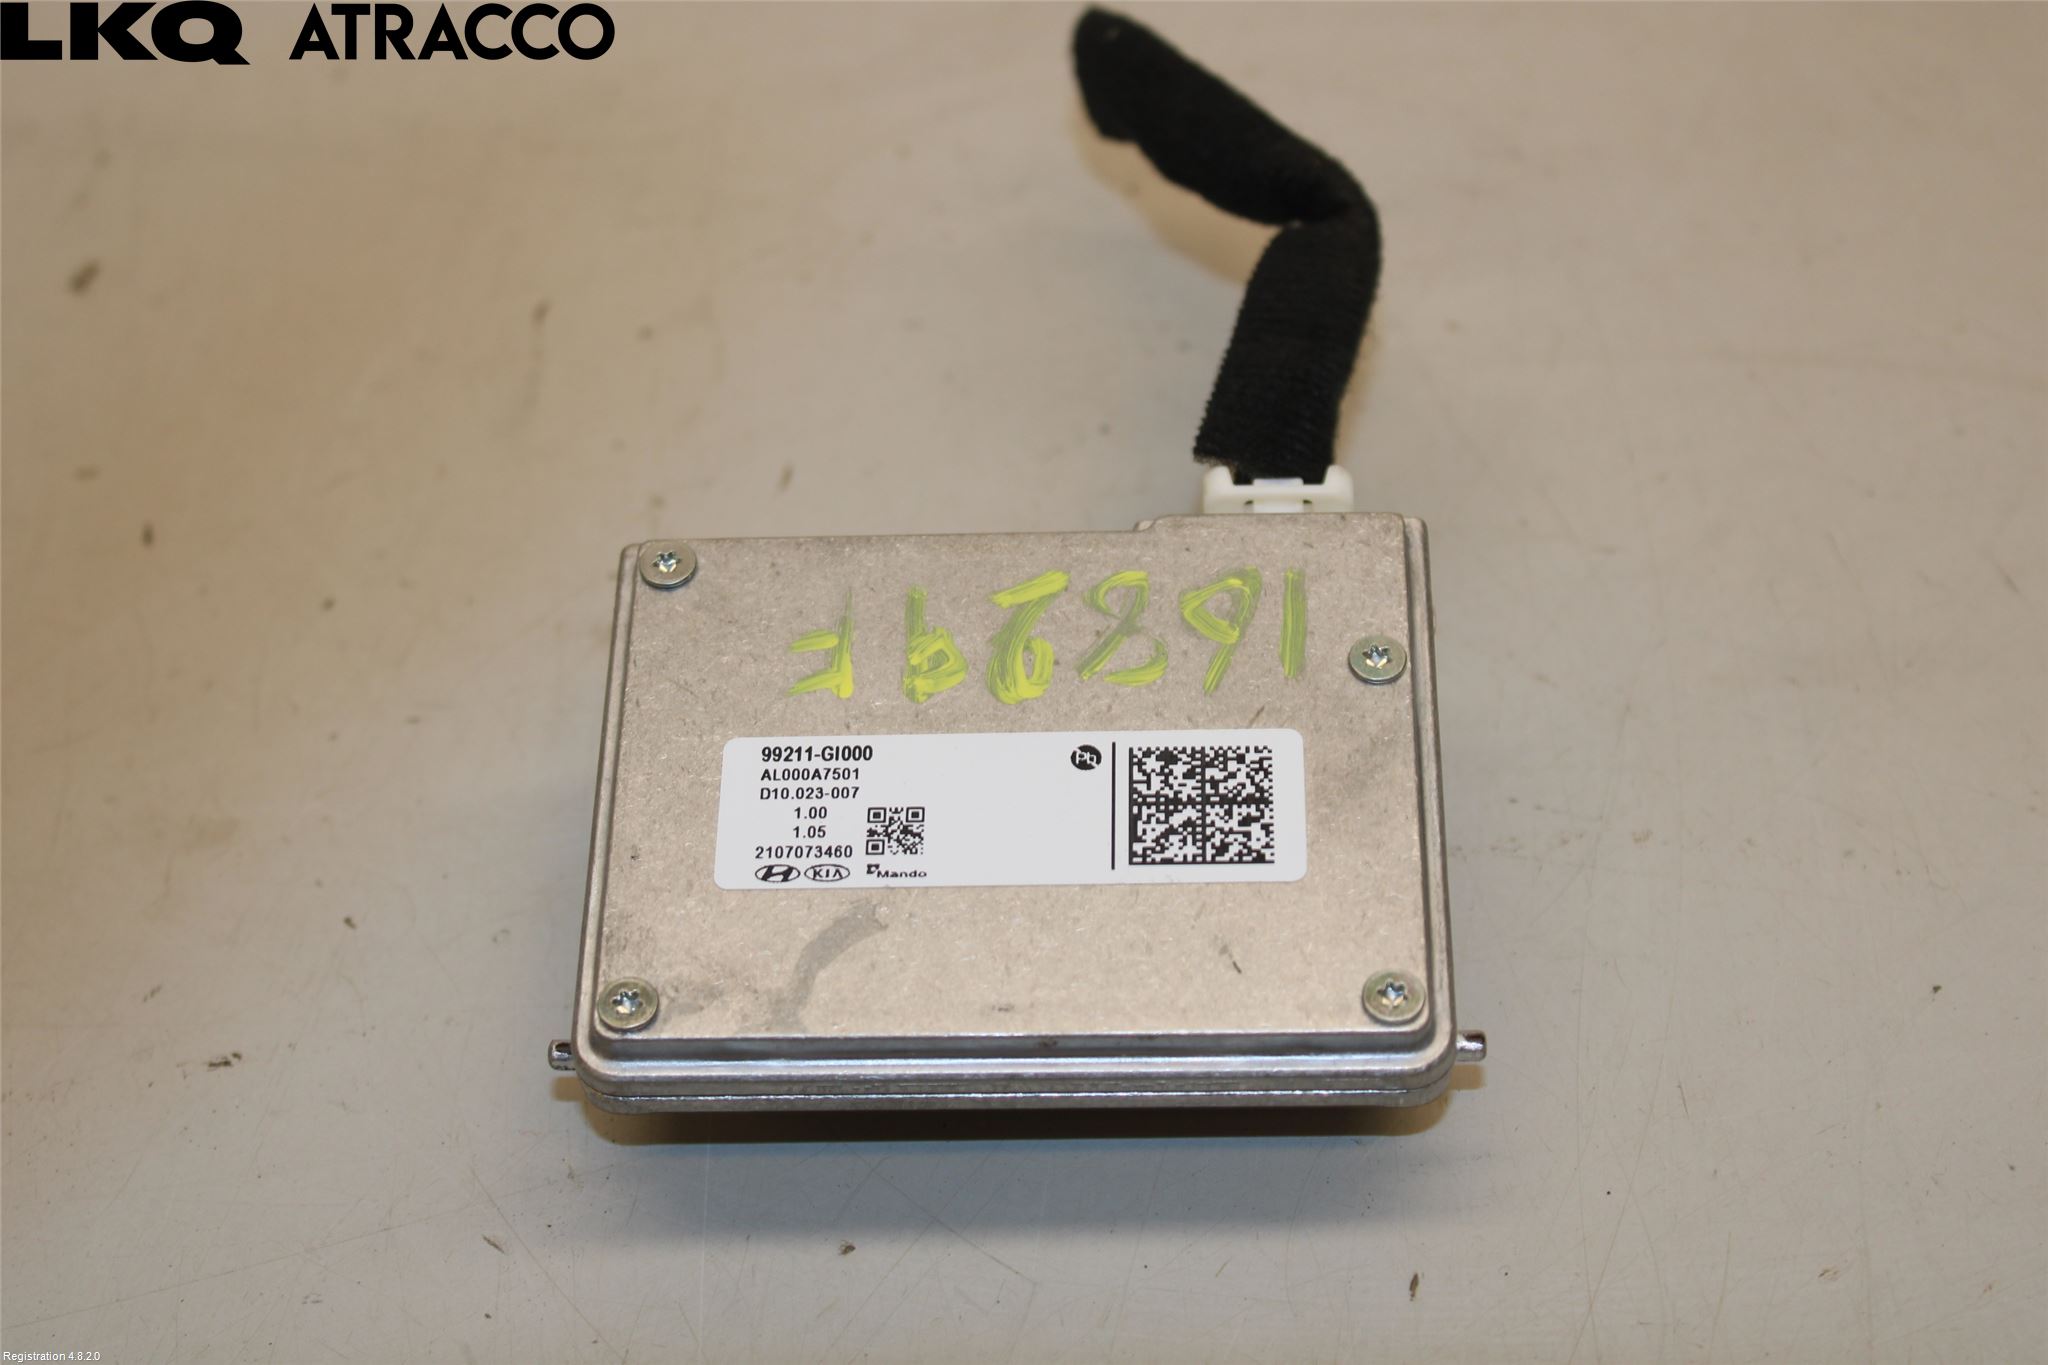 LKQ ATRACCO
99211-GI000
AL000A7501
D10.023-007
1.00
1.05
2107073460
KIA
Mando
Pb
Registration 4.8.2.0